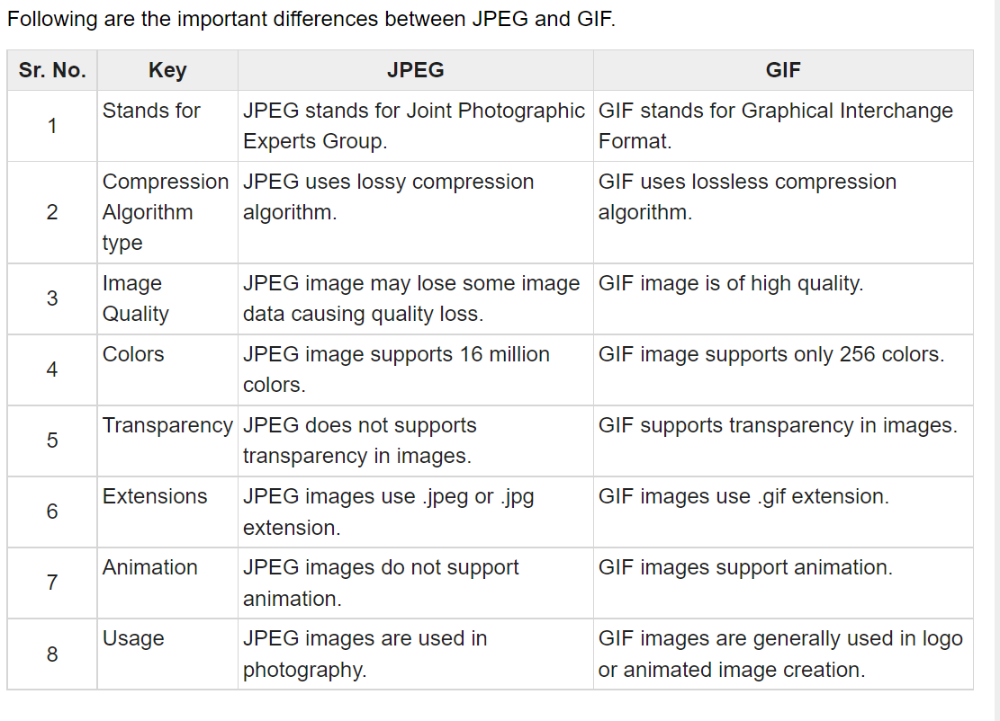 Following are the important differences between JPEG and GIF.
Sr. No. Key JPEG GIF
1 Stands for JPEG stands for Joint Photographic Experts Group. GIF stands for Graphical Interchange Format.
2 Compression Algorithm type JPEG uses lossy compression algorithm. GIF uses lossless compression algorithm.
3 Image Quality JPEG image may lose some image data causing quality loss. GIF image is of high quality.
4 Colors JPEG image supports 16 million colors. GIF image supports only 256 colors.
5 Transparency JPEG does not supports transparency in images. GIF supports transparency in images.
6 Extensions JPEG images use .jpeg or .jpg extension. GIF images use .gif extension.
7 Animation JPEG images do not support animation. GIF images support animation.
8 Usage JPEG images are used in photography. GIF images are generally used in logo or animated image creation.